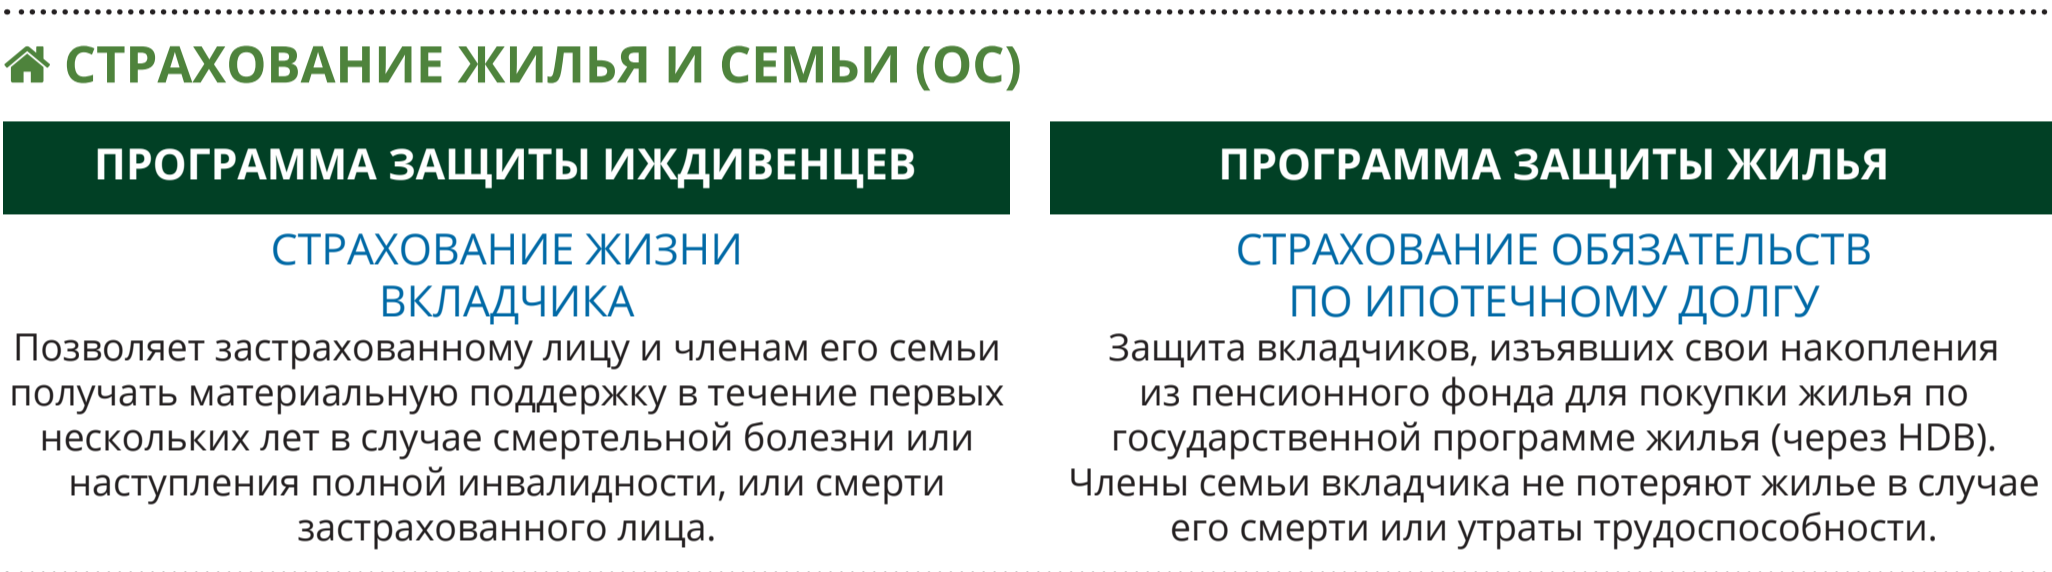 СТРАХОВАНИЕ ЖИЛЬЯ И СЕМЬИ (ОС)
ПРОГРАММА ЗАЩИТЫ ИЖДИВЕНЦЕВ
СТРАХОВАНИЕ ЖИЗНИ
ВКЛАДЧИКА
Позволяет застрахованному лицу и членам его семьи
получать материальную поддержку в течение первых
нескольких лет в случае смертельной болезни или
наступления полной инвалидности, или смерти
застрахованного лица.
ПРОГРАММА ЗАЩИТЫ ЖИЛЬЯ
СТРАХОВАНИЕ ОБЯЗАТЕЛЬСТВ
ПО ИПОТЕЧНОМУ ДОЛГУ
Защита вкладчиков, изъявших свои накопления
из пенсионного фонда для покупки жилья по
государственной программе жилья (через HDB).
Члены семьи вкладчика не потеряют жилье в случае
его смерти или утраты трудоспособности.